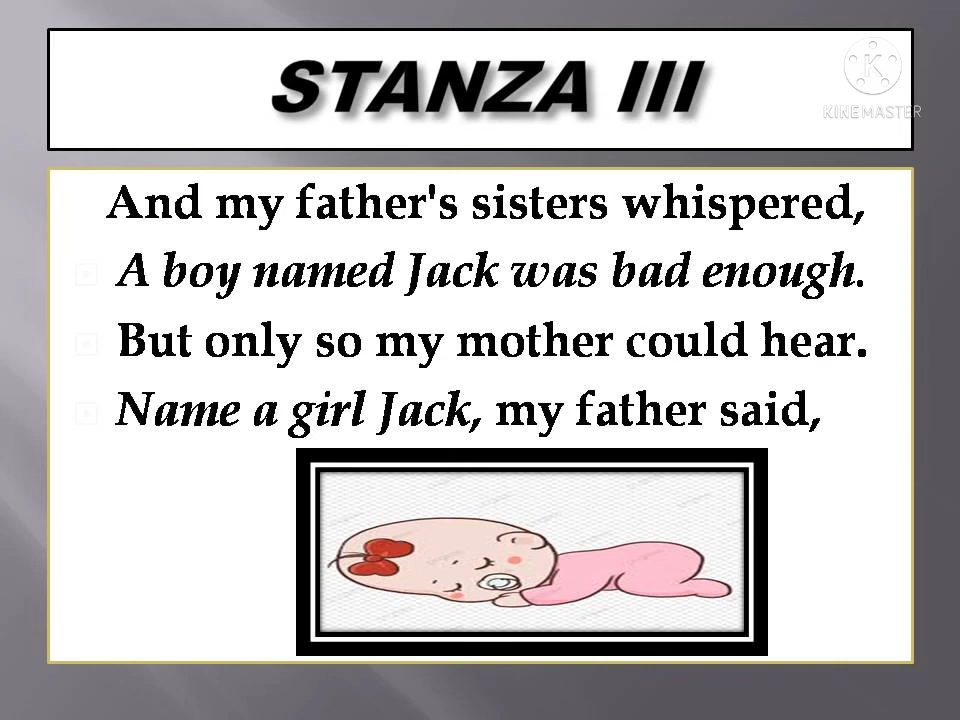 STANZA III
K
KINEMASTER
And my father's sisters whispered,
A boy named Jack was bad enough.
But only so my mother could hear.
Name a girl Jack, my father said,